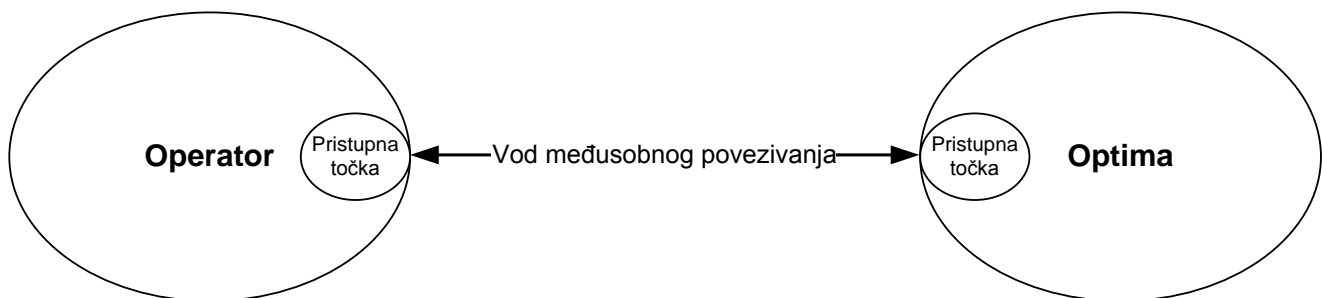 Operator
Pristupna
točka
Vod međusobnog povezivanja
Pristupna
točka
Optima